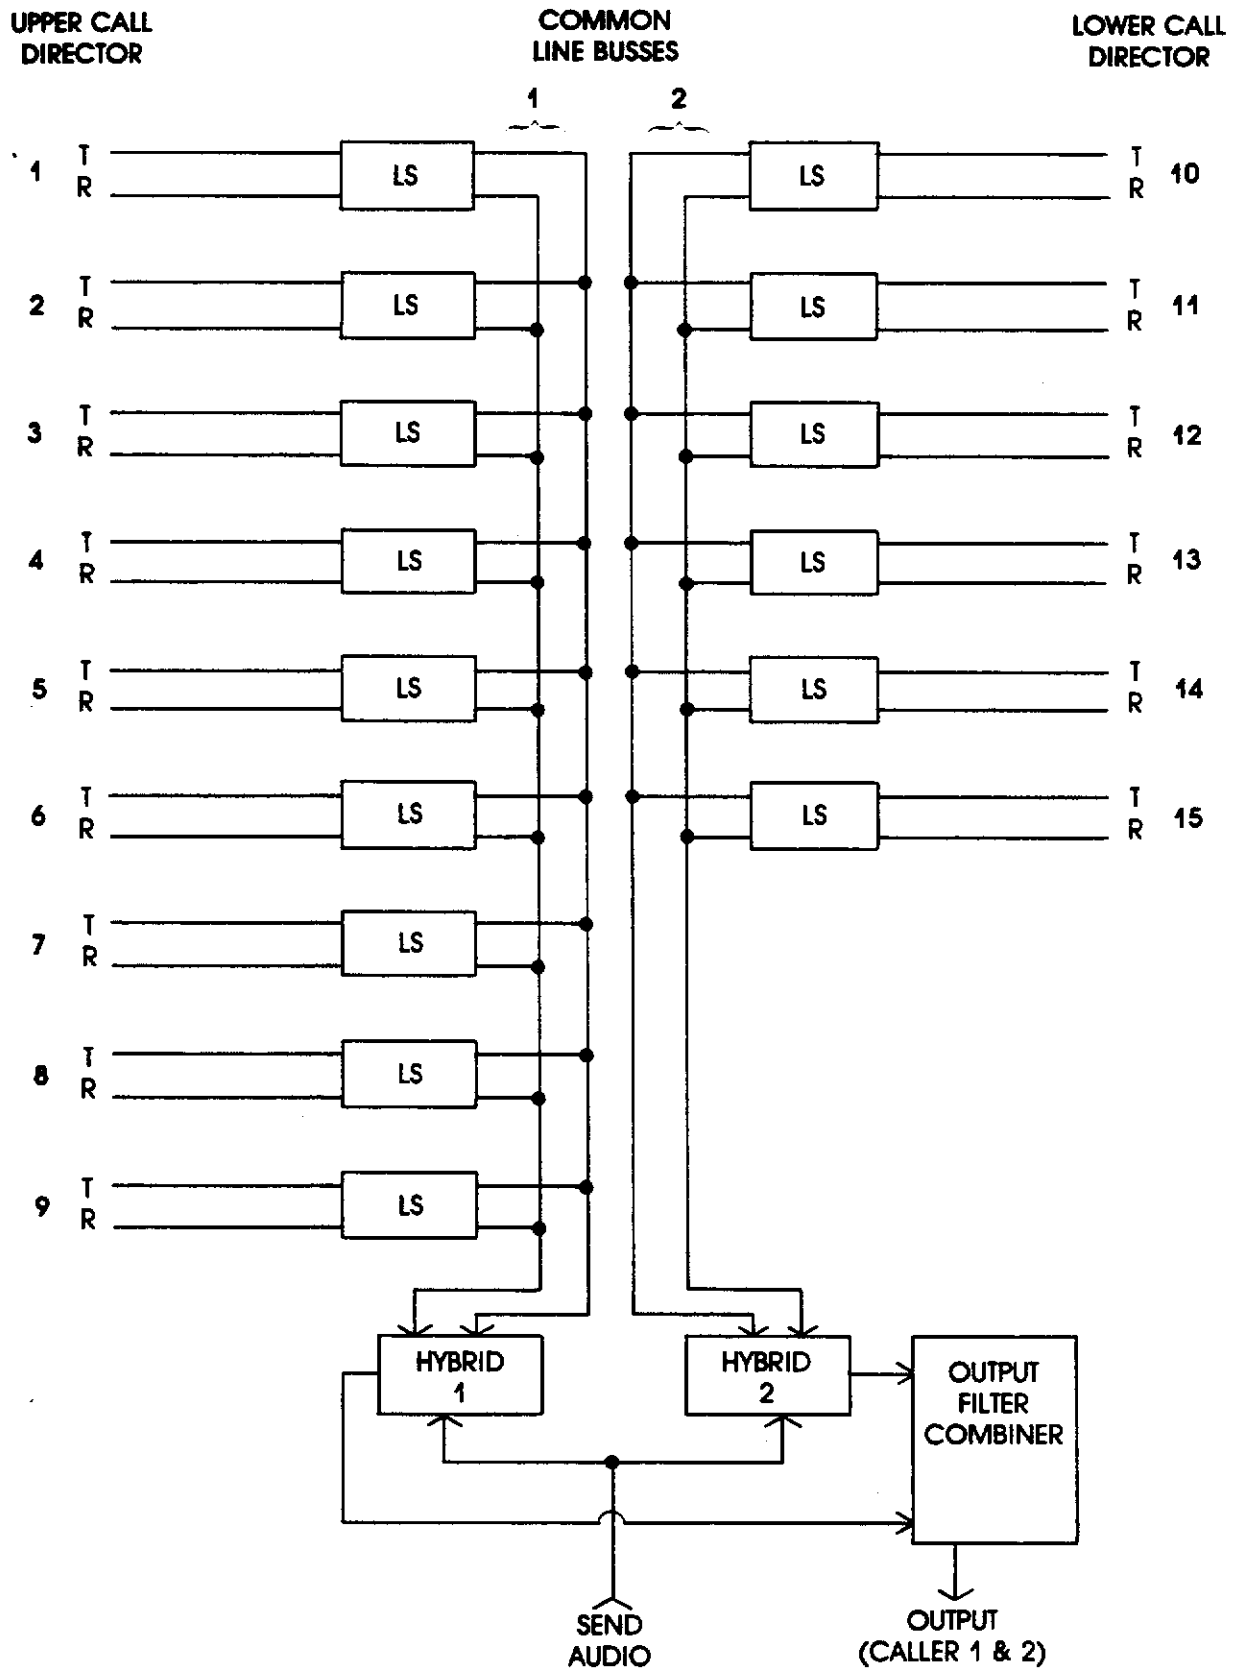 UPPER CALL
DIRECTOR
COMMON
LINE BUSSES
LOWER CALL
DIRECTOR
1
2
1
T
R
LS
LS
T
R
10
2
T
R
LS
LS
T
R
11
3
T
R
LS
LS
T
R
12
4
T
R
LS
LS
T
R
13
5
T
R
LS
LS
T
R
14
6
T
R
LS
LS
T
R
15
7
T
R
LS
8
T
R
LS
9
T
R
LS
HYBRID
1
HYBRID
2
OUTPUT
FILTER
COMBINER
SEND
AUDIO
OUTPUT
(CALLER 1 & 2)